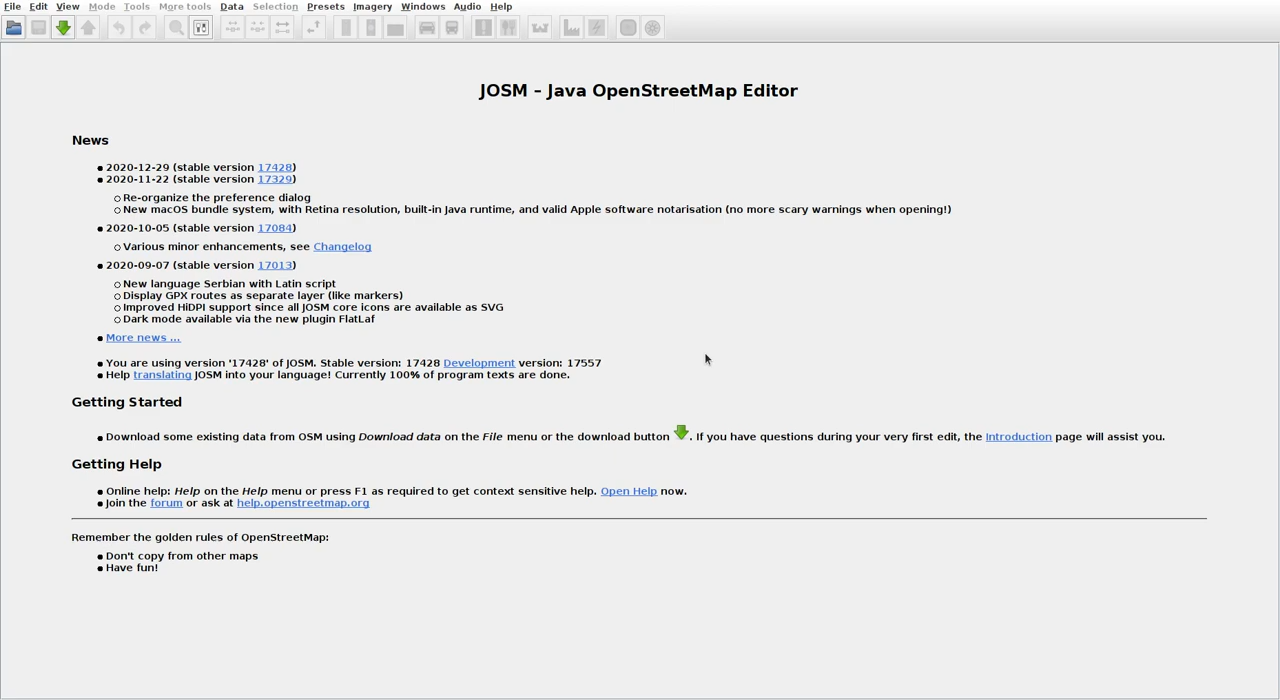 File Edit View Mode Tools More tools Data Selection Presets Imagery Windows Audio Help
JOSM – Java OpenStreetMap Editor
News
2020-12-29 (stable version 17428)
2020-11-22 (stable version 17329)
Re-organize the preference dialog
New macOS bundle system, with Retina resolution, built-in Java runtime, and valid Apple software notarisation (no more scary warnings when opening!)
2020-10-05 (stable version 17084)
Various minor enhancements, see Changelog
2020-09-07 (stable version 17013)
New language Serbian with Latin script
Display GPX routes as separate layer (like markers)
Improved HiDPI support since all JOSM core icons are available as SVG
Dark mode available via the new plugin FlatLaf
More news ...
You are using version '17428' of JOSM. Stable version: 17428 Development version: 17557
Help translating JOSM into your language! Currently 100% of program texts are done.
Getting Started
Download some existing data from OSM using Download data on the File menu or the download button . If you have questions during your very first edit, the Introduction page will assist you.
Getting Help
Online help: Help on the Help menu or press F1 as required to get context sensitive help. Open Help now.
Join the forum or ask at help.openstreetmap.org
Remember the golden rules of OpenStreetMap:
Don't copy from other maps
Have fun!